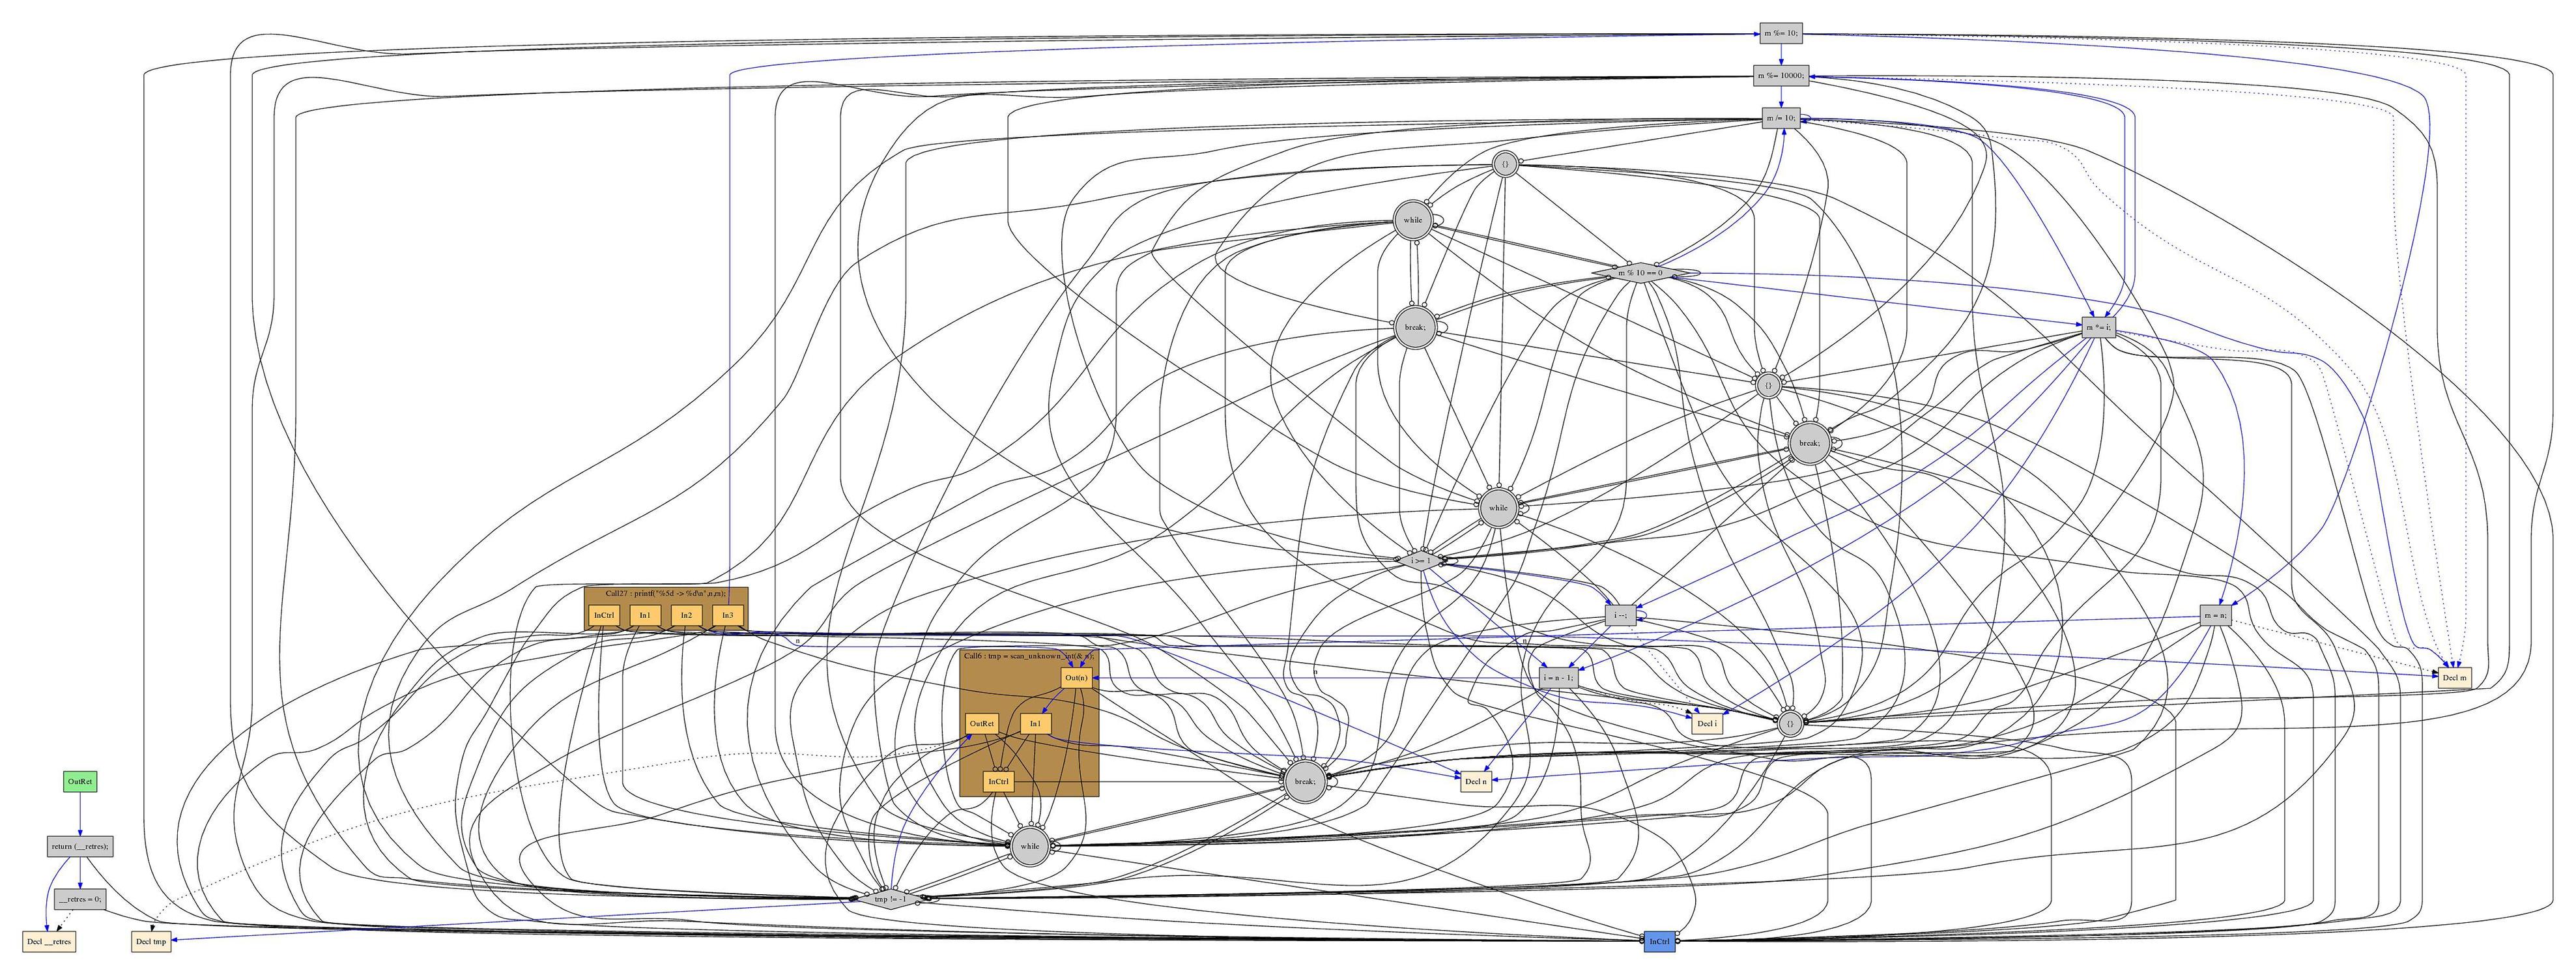 m %= 10;
m %= 10000;
m /= 10;
{}
while
m % 10 == 0
break;
m *= i;
{}
break;
while
i >= 1
Call27 : printf("%5d -> %d\n",n,m);
InCtrl
In1
In2
In3
i --;
m = n;
n
n
Call6 : tmp = scan_unknown_int(& n);
Out(n)
n
i = n - 1;
Decl m
OutRet
In1
Decl i
{}
OutRet
InCtrl
break;
Decl n
return (__retres);
while
__retres = 0;
tmp != -1
Decl __retres
Decl tmp
InCtrl